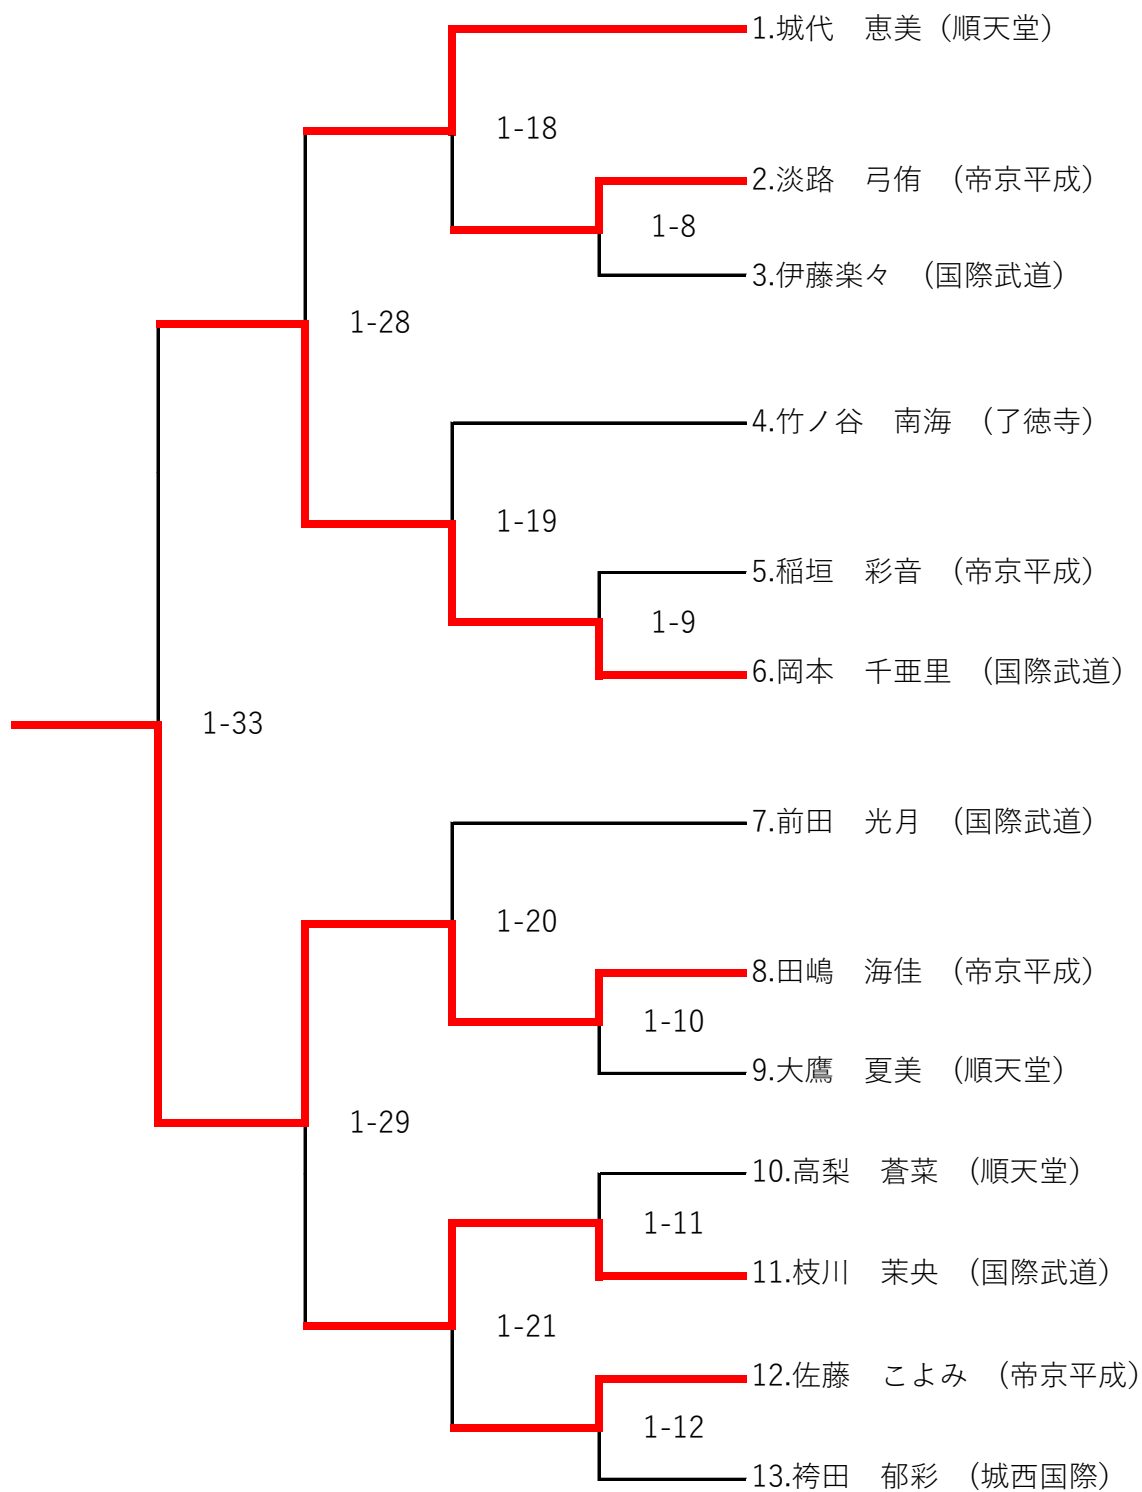 1.城代　恵美（順天堂）
1-18
2.淡路　弓侑　（帝京平成）
1-8
3.伊藤楽々　（国際武道）
1-28
4.竹ノ谷　南海　（了徳寺）
1-19
5.稲垣　彩音　（帝京平成）
1-9
6.岡本　千亜里　（国際武道）
1-33
7.前田　光月　（国際武道）
1-20
8.田嶋　海佳　（帝京平成）
1-10
9.大鷹　夏美　（順天堂）
1-29
10.高梨　蒼菜　（順天堂）
1-11
11.枝川　茉央　（国際武道）
1-21
12.佐藤　こよみ　（帝京平成）
1-12
13.袴田　郁彩　（城西国際）